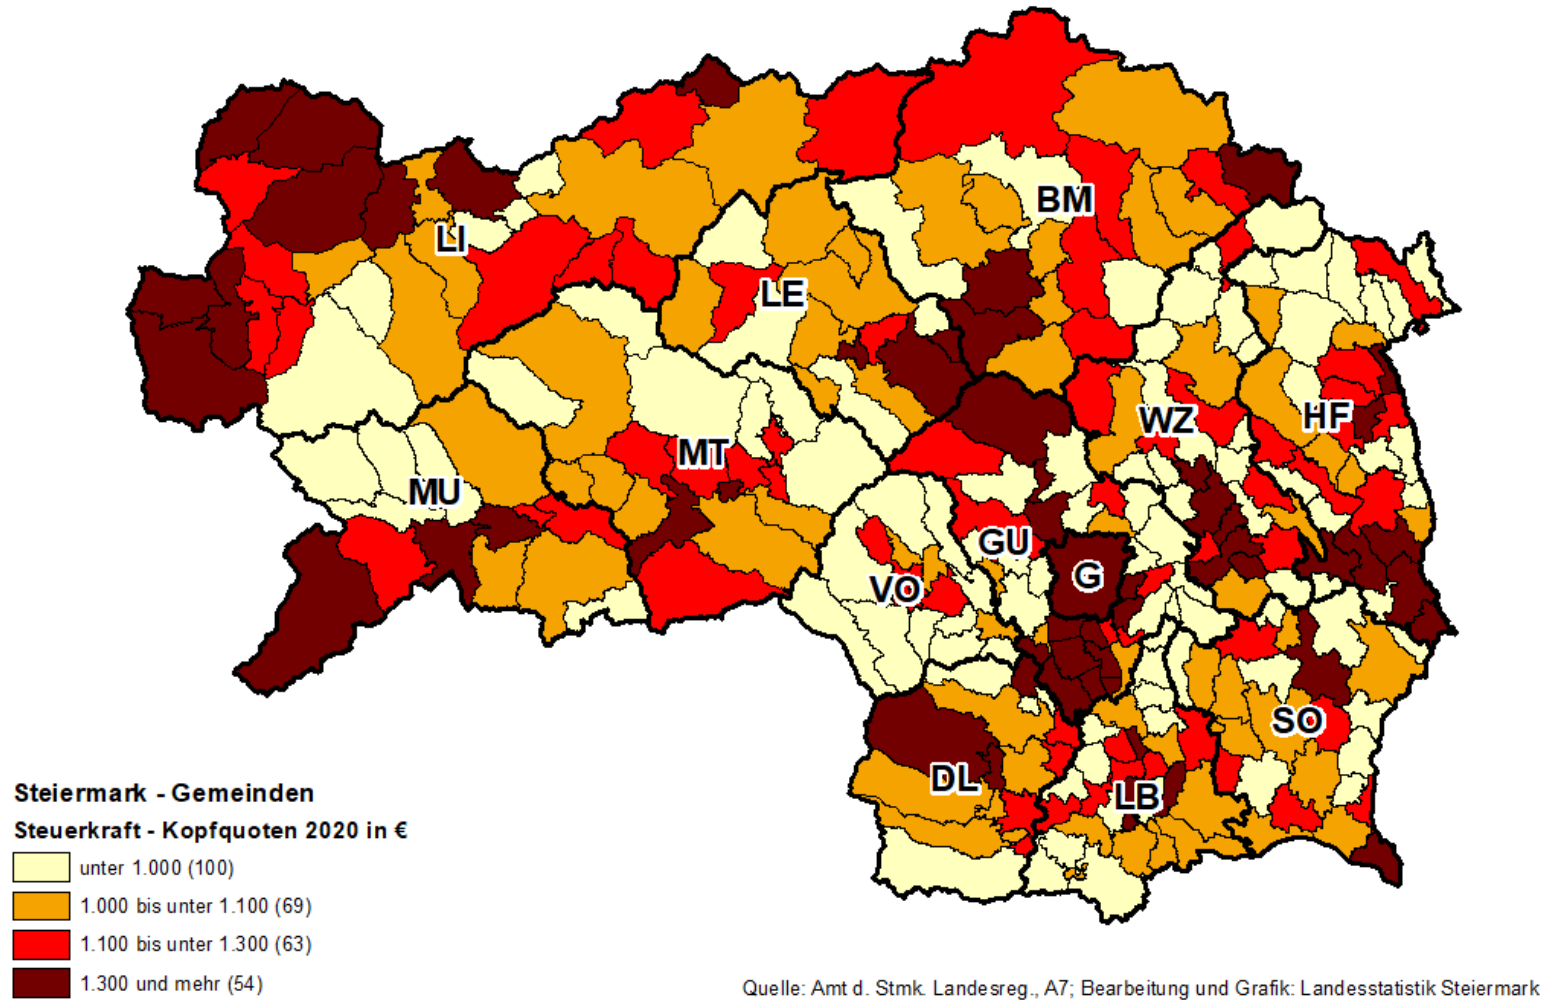 BM
LI
LE
WZ
HF
MT
MU
GU
G
VO
SO
DL
LB
Steiermark - Gemeinden
Steuerkraft - Kopfquoten 2020 in €
unter 1.000 (100)
1.000 bis unter 1.100 (69)
1.100 bis unter 1.300 (63)
1.300 und mehr (54)
Quelle: Amt d. Stmk. Landesreg., A7; Bearbeitung und Grafik: Landesstatistik Steiermark